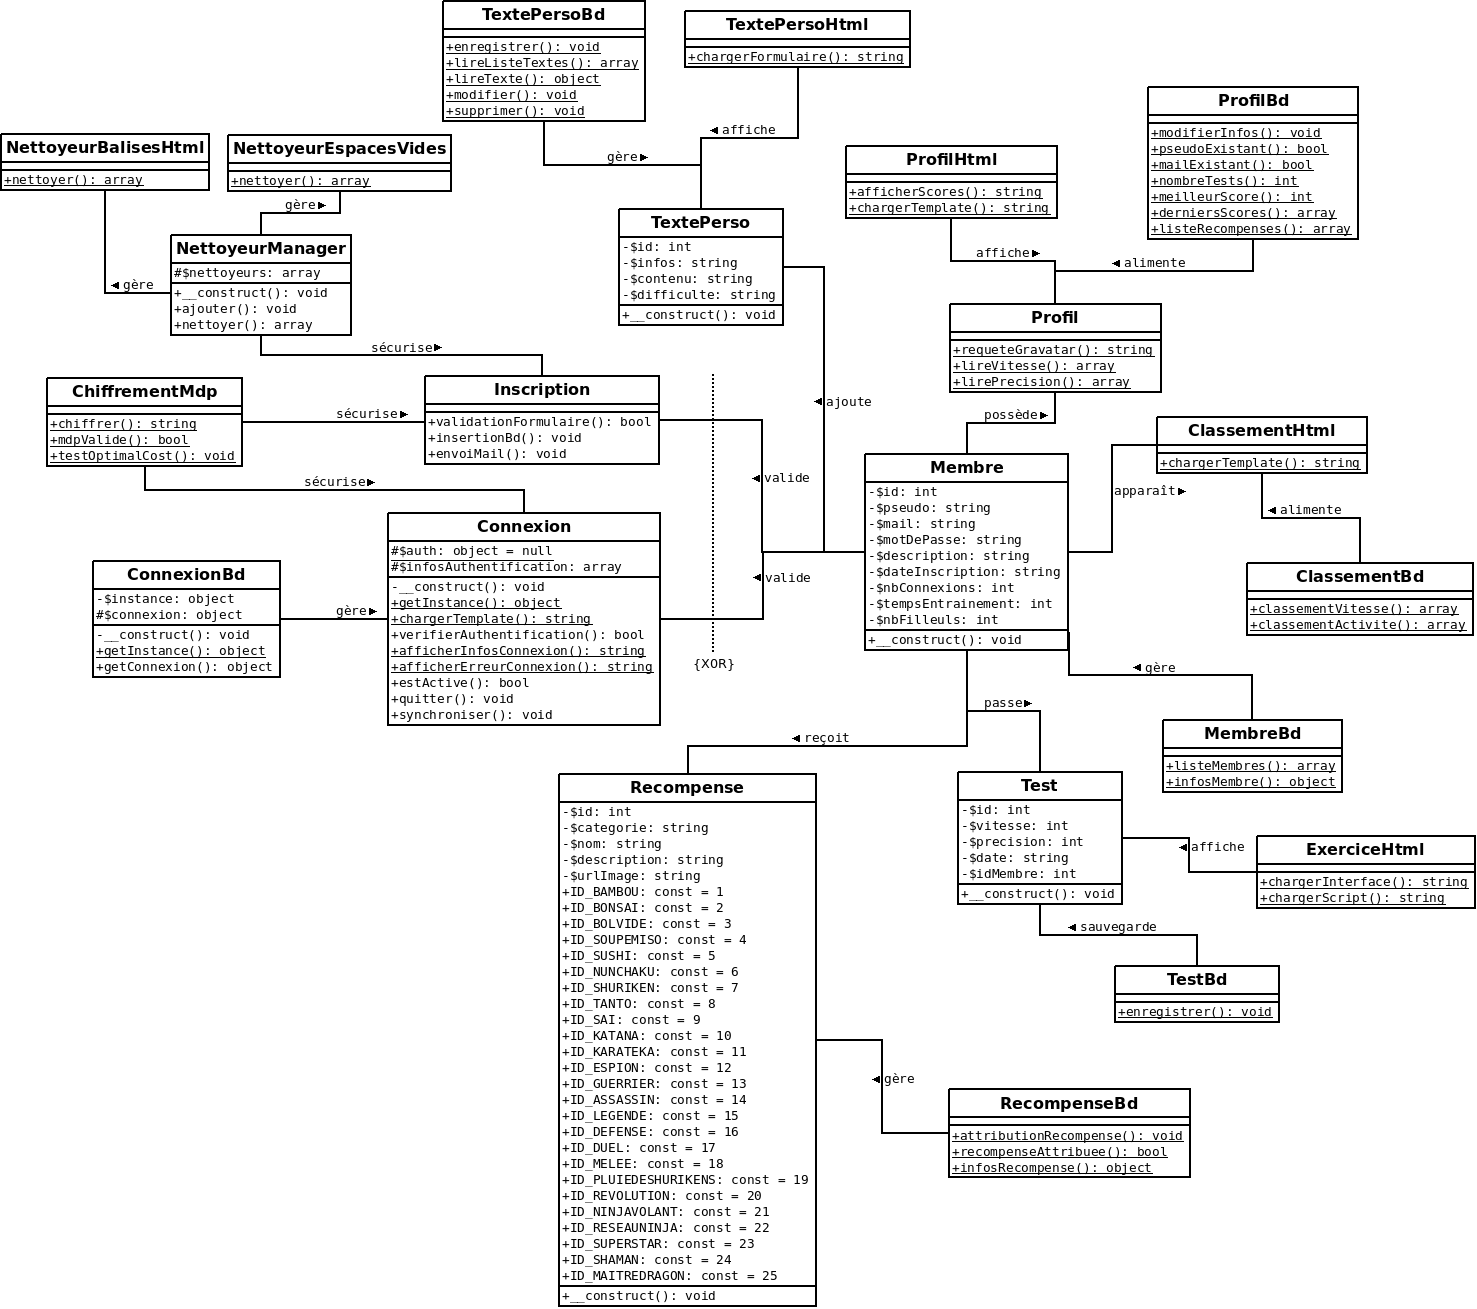 TextePersoBd
+enregistrer(): void
+lireListeTextes(): array
+lireTexte(): object
+modifier(): void
+supprimer(): void
TextePersoHtml
+chargerFormulaire(): string
affiche
gère
ProfilBd
+modifierInfos(): void
+pseudoExistant(): bool
+mailExistant(): bool
+nombreTests(): int
+meilleurScore(): int
+derniersScores(): array
+listeRecompenses(): array
NettoyeurBalisesHtml
+nettoyer(): array
NettoyeurEspacesVides
+nettoyer(): array
gère
ProfilHtml
+afficherScores(): string
+chargerTemplate(): string
affiche
alimente
NettoyeurManager
#$nettoyeurs: array
+__construct(): void
+ajouter(): void
+nettoyer(): array
gère
TextePerso
-$id: int
-$infos: string
-$contenu: string
-$difficulte: string
+__construct(): void
Profil
+requeteGravatar(): string
+lireVitesse(): array
+lirePrecision(): array
sécurise
ChiffrementMdp
+chiffrer(): string
+mdpValide(): bool
+testOptimalCost(): void
sécurise
Inscription
+validationFormulaire(): bool
+insertionBd(): void
+envoiMail(): void
ajoute
possède
ClassementHtml
+chargerTemplate(): string
sécurise
valide
Membre
-$id: int
-$pseudo: string
-$mail: string
-$motDePasse: string
-$description: string
-$dateInscription: string
-$nbConnexions: int
-$tempsEntrainement: int
-$nbFilleuls: int
+__construct(): void
apparaît
alimente
Connexion
#$auth: object = null
#$infosAuthentification: array
-__construct(): void
+getInstance(): object
+chargerTemplate(): string
+verifierAuthentification(): bool
+afficherInfosConnexion(): string
+afficherErreurConnexion(): string
+estActive(): bool
+quitter(): void
+synchroniser(): void
ConnexionBd
-$instance: object
#$connexion: object
-__construct(): void
+getInstance(): object
+getConnexion(): object
gère
valide
{XOR}
ClassementBd
+classementVitesse(): array
+classementActivite(): array
gère
MembreBd
+listeMembres(): array
+infosMembre(): object
passe
reçoit
Recompense
-$id: int
-$categorie: string
-$nom: string
-$description: string
-$urlImage: string
+ID_BAMBOU: const = 1
+ID_BONSAI: const = 2
+ID_BOLVIDE: const = 3
+ID_SOUPEMISO: const = 4
+ID_SUSHI: const = 5
+ID_NUNCHAKU: const = 6
+ID_SHURIKEN: const = 7
+ID_TANTO: const = 8
+ID_SAI: const = 9
+ID_KATANA: const = 10
+ID_KARATEKA: const = 11
+ID_ESPION: const = 12
+ID_GUERRIER: const = 13
+ID_ASSASSIN: const = 14
+ID_LEGENDE: const = 15
+ID_DEFENSE: const = 16
+ID_DUEL: const = 17
+ID_MELEE: const = 18
+ID_PLUIEDESHURIKENS: const = 19
+ID_REVOLUTION: const = 20
+ID_NINJAVOLANT: const = 21
+ID_RESEAUNINJA: const = 22
+ID_SUPERSTAR: const = 23
+ID_SHAMAN: const = 24
+ID_MAITREDRAGON: const = 25
+__construct(): void
Test
-$id: int
-$vitesse: int
-$precision: int
-$date: string
-$idMembre: int
+__construct(): void
affiche
ExerciceHtml
+chargerInterface(): string
+chargerScript(): string
sauvegarde
TestBd
+enregistrer(): void
gère
RecompenseBd
+attributionRecompense(): void
+recompenseAttribuee(): bool
+infosRecompense(): object